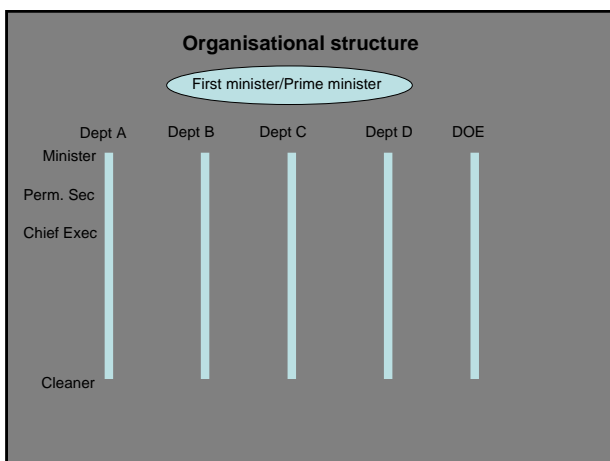 Organisational structure
First minister/Prime minister
Dept A Dept B Dept C Dept D DOE
Minister
Perm. Sec
Chief Exec
Cleaner